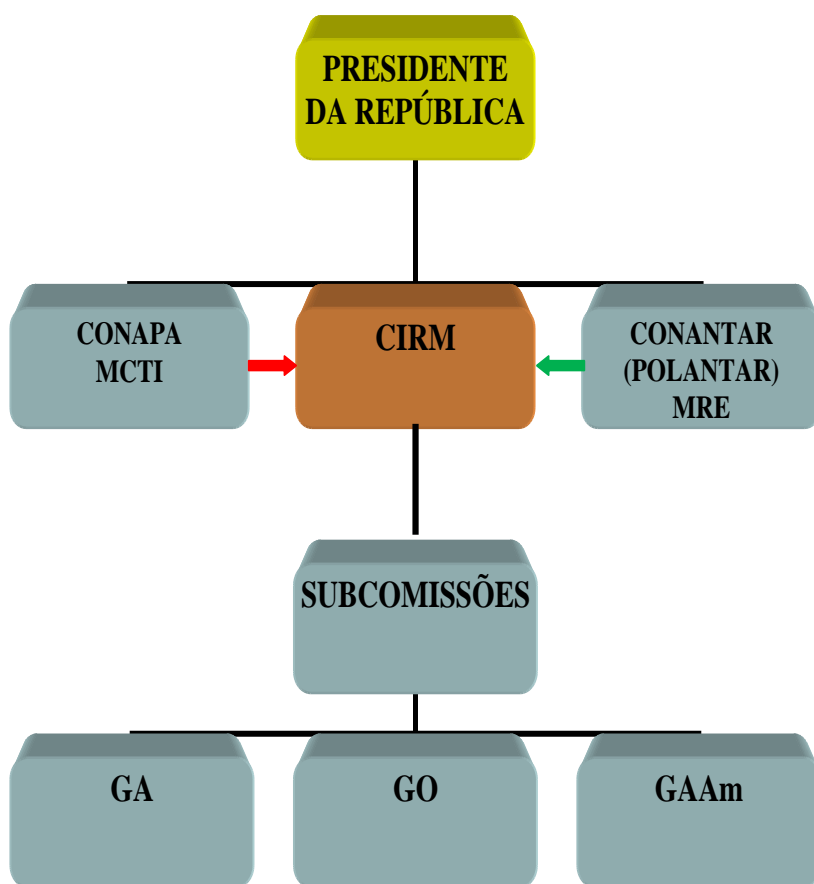 PRESIDENTE
DA REPÚBLICA
CONAPA
MCTI
CIRM
CONANTAR
(POLANTAR)
MRE
SUBCOMISSÕES
GA
GO
GAAm